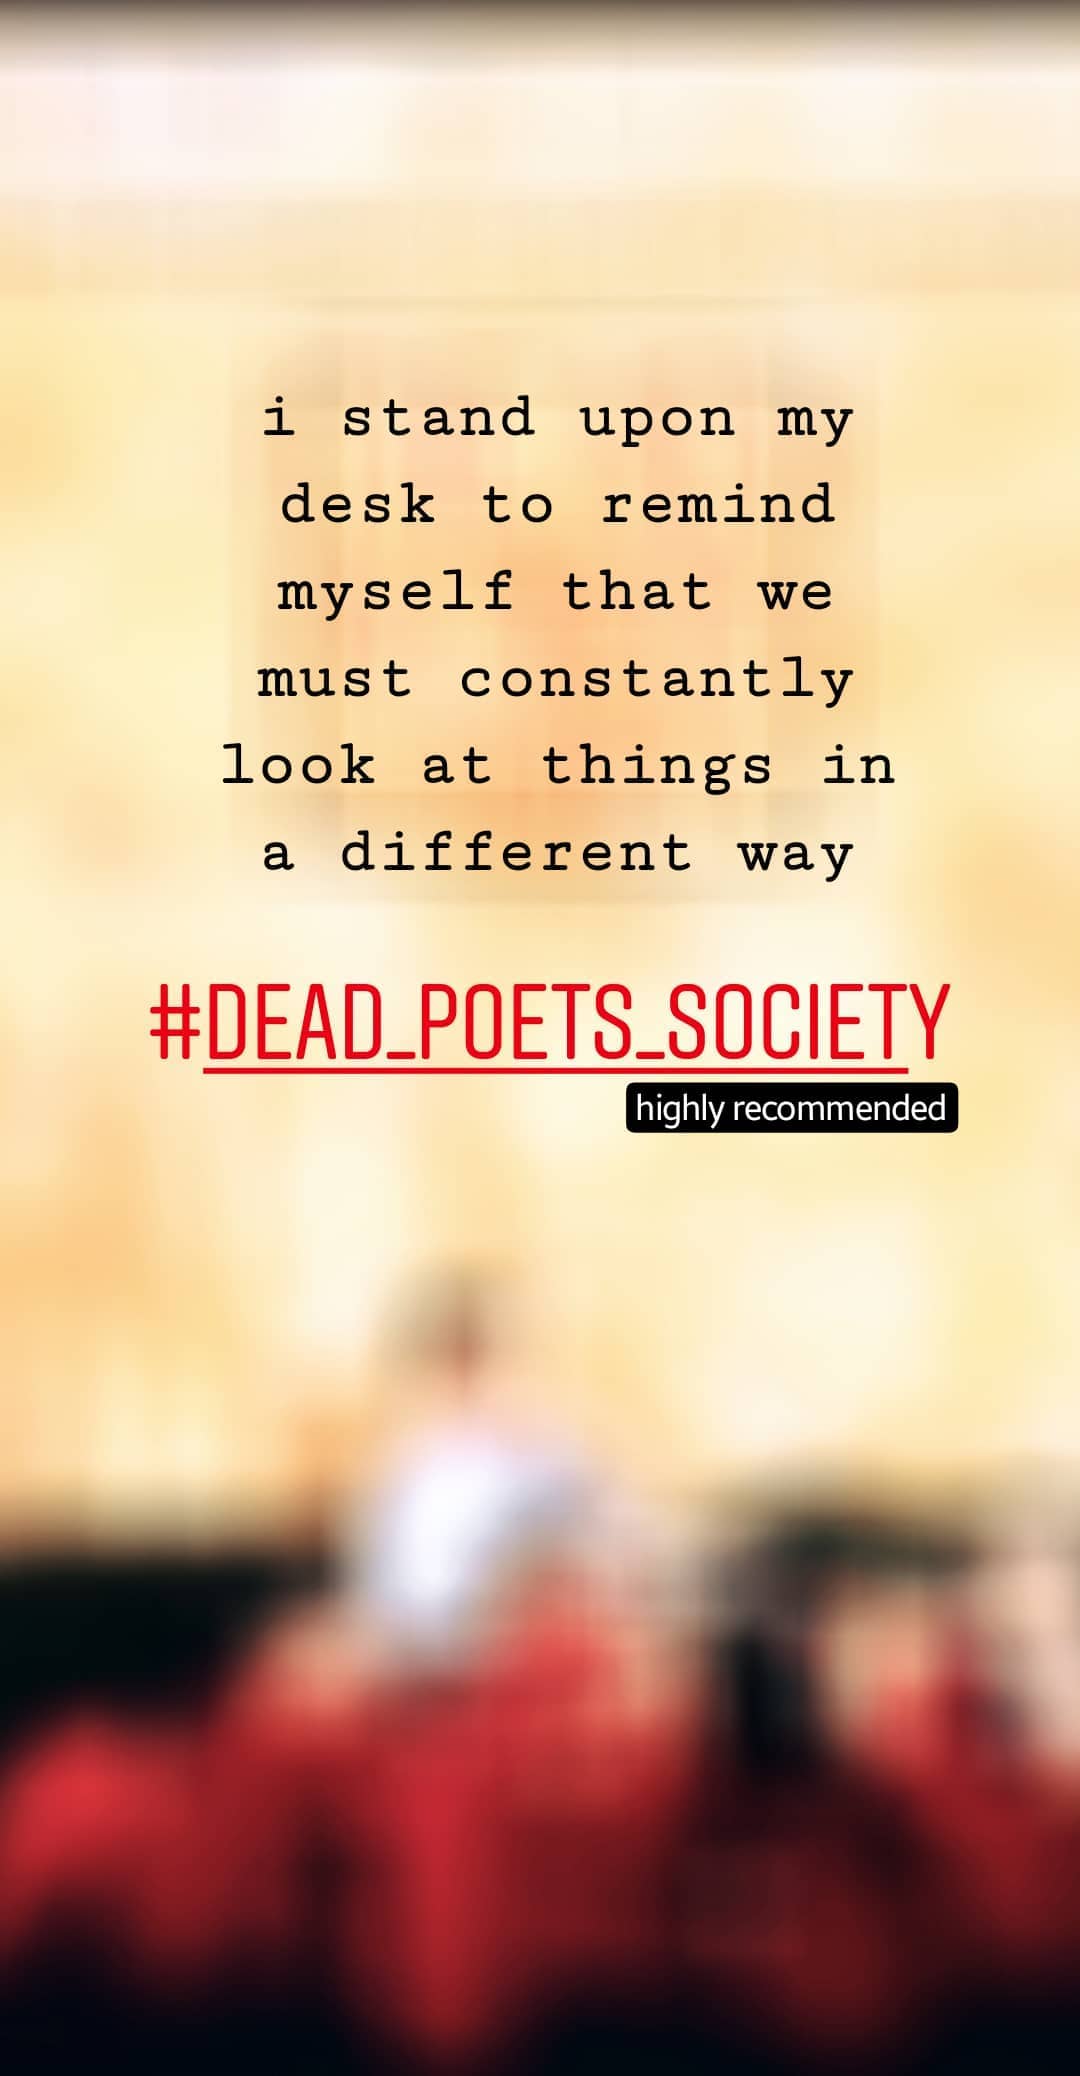 i stand upon my
desk to remind
myself that we
must constantly
look at things in
a different way
#DEAD_POETS_SOCIETY
highly recommended